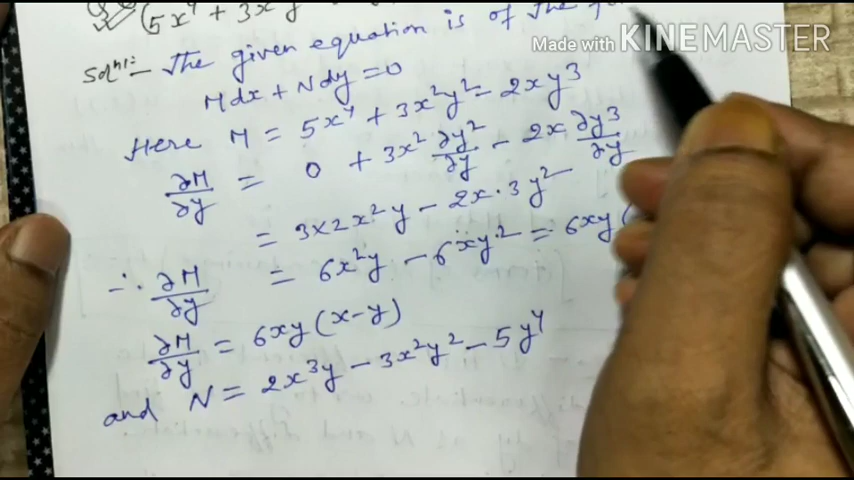 (5x⁴ + 3x²y
Made with KINEMASTER
Solⁿ:- The given equation is of the
Mdx + Ndy = 0
Here M = 5x⁴ + 3x²y² - 2xy³
∂M/∂y = 0 + 3x² ∂y²/∂y - 2x ∂y³/∂y
= 3×2x²y - 2x·3y²
∴ ∂M/∂y = 6x²y - 6xy² = 6xy(
∂M/∂y = 6xy(x-y)
and N = 2x³y - 3x²y² - 5y⁴